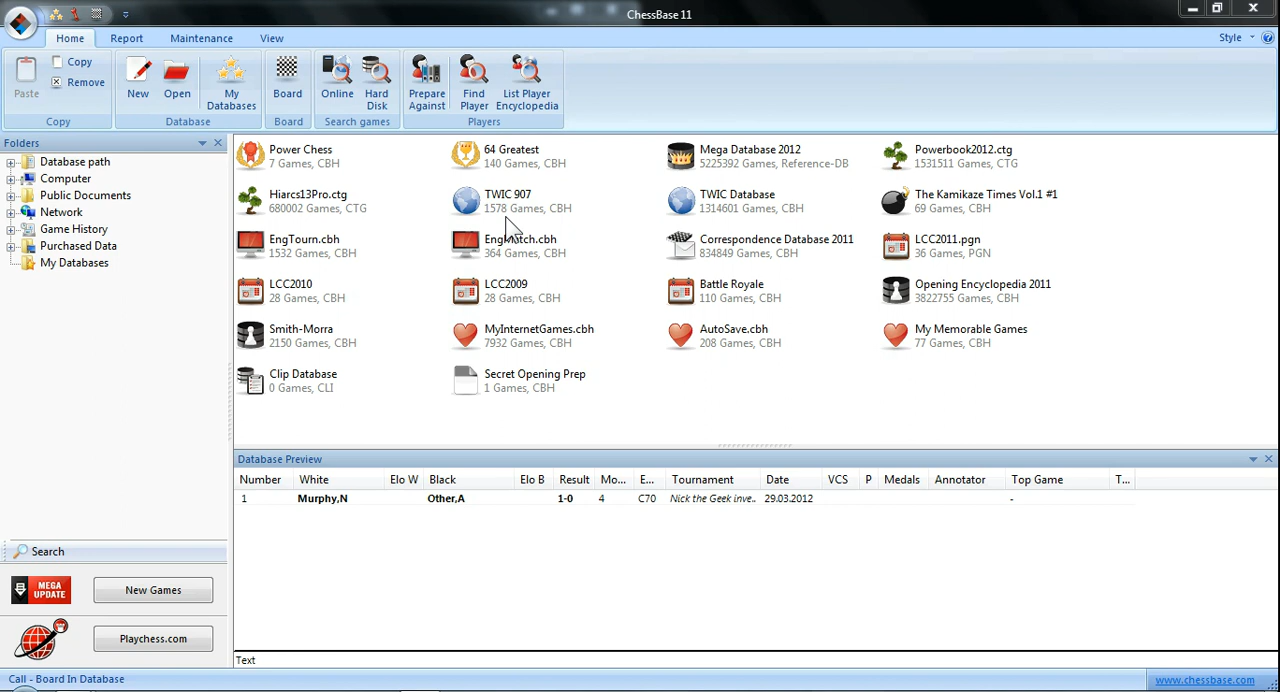 ChessBase 11
Home
Report
Maintenance
View
Style
Paste
Copy
Remove
Copy
New
Open
My Databases
Database
Board
Board
Online
Hard Disk
Search games
Prepare Against
Find Player
List Player Encyclopedia
Players
Folders
Database path
Computer
Public Documents
Network
Game History
Purchased Data
My Databases
Search
MEGA UPDATE
New Games
Playchess.com
Power Chess
7 Games, CBH
64 Greatest
140 Games, CBH
Mega Database 2012
5225392 Games, Reference-DB
Powerbook2012.ctg
1531511 Games, CTG
Hiarcs13Pro.ctg
680002 Games, CTG
TWIC 907
1578 Games, CBH
TWIC Database
1314601 Games, CBH
The Kamikaze Times Vol.1 #1
69 Games, CBH
EngTourn.cbh
1532 Games, CBH
EngMatch.cbh
364 Games, CBH
Correspondence Database 2011
834849 Games, CBH
LCC2011.pgn
36 Games, PGN
LCC2010
28 Games, CBH
LCC2009
28 Games, CBH
Battle Royale
110 Games, CBH
Opening Encyclopedia 2011
3822755 Games, CBH
Smith-Morra
2150 Games, CBH
MyInternetGames.cbh
7932 Games, CBH
AutoSave.cbh
208 Games, CBH
My Memorable Games
77 Games, CBH
Clip Database
0 Games, CLI
Secret Opening Prep
1 Games, CBH
Database Preview
Number White Elo W Black Elo B Result Mo... E... Tournament Date VCS P Medals Annotator Top Game T...
1 Murphy,N Other,A 1-0 4 C70 Nick the Geek inve.. 29.03.2012 -
Text
Call - Board In Database
www.chessbase.com